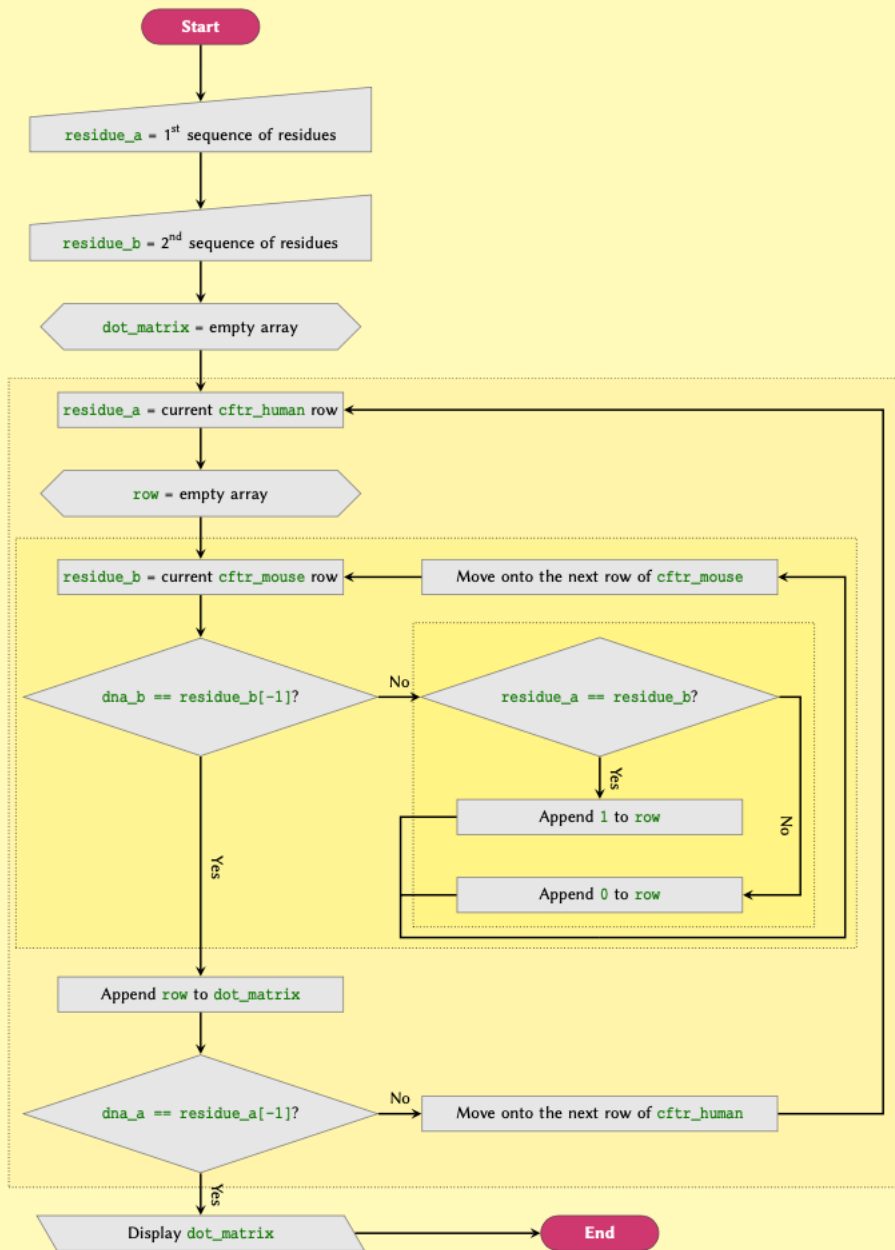 Start
residue_a = 1st sequence of residues
residue_b = 2nd sequence of residues
dot_matrix = empty array
residue_a = current cftr_human row
row = empty array
residue_b = current cftr_mouse row
Move onto the next row of cftr_mouse
dna_b == residue_b[-1]?
No
residue_a == residue_b?
Yes
Append 1 to row
No
Yes
Append 0 to row
Append row to dot_matrix
dna_a == residue_a[-1]?
No
Move onto the next row of cftr_human
Yes
Display dot_matrix
End